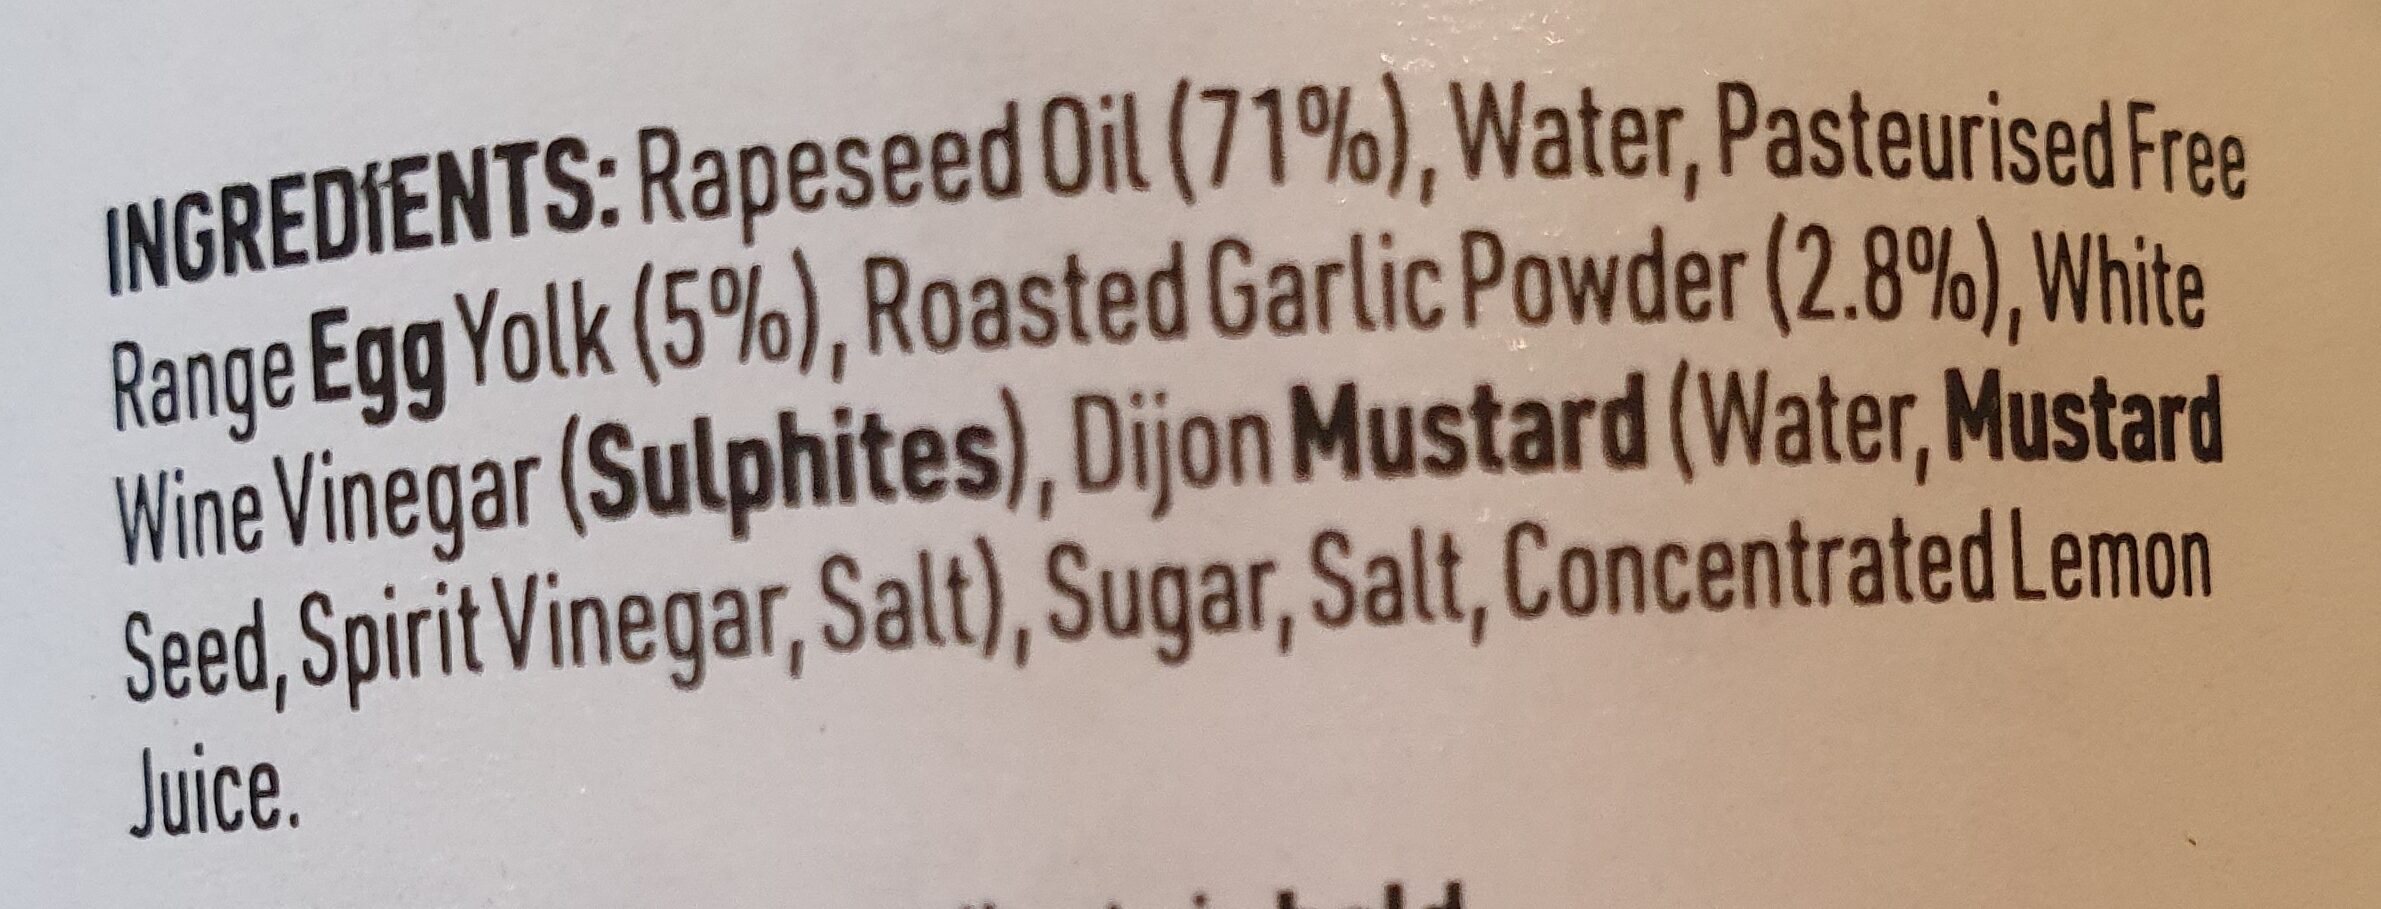 INGREDIENTS: Rapeseed Oil (71%), Water, Pasteurised Free
Range Egg Yolk (5%), Roasted Garlic Powder (2.8%), White
Wine Vinegar (Sulphites), Dijon Mustard (Water, Mustard
Seed, Spirit Vinegar, Salt), Sugar, Salt, Concentrated Lemon
Juice.